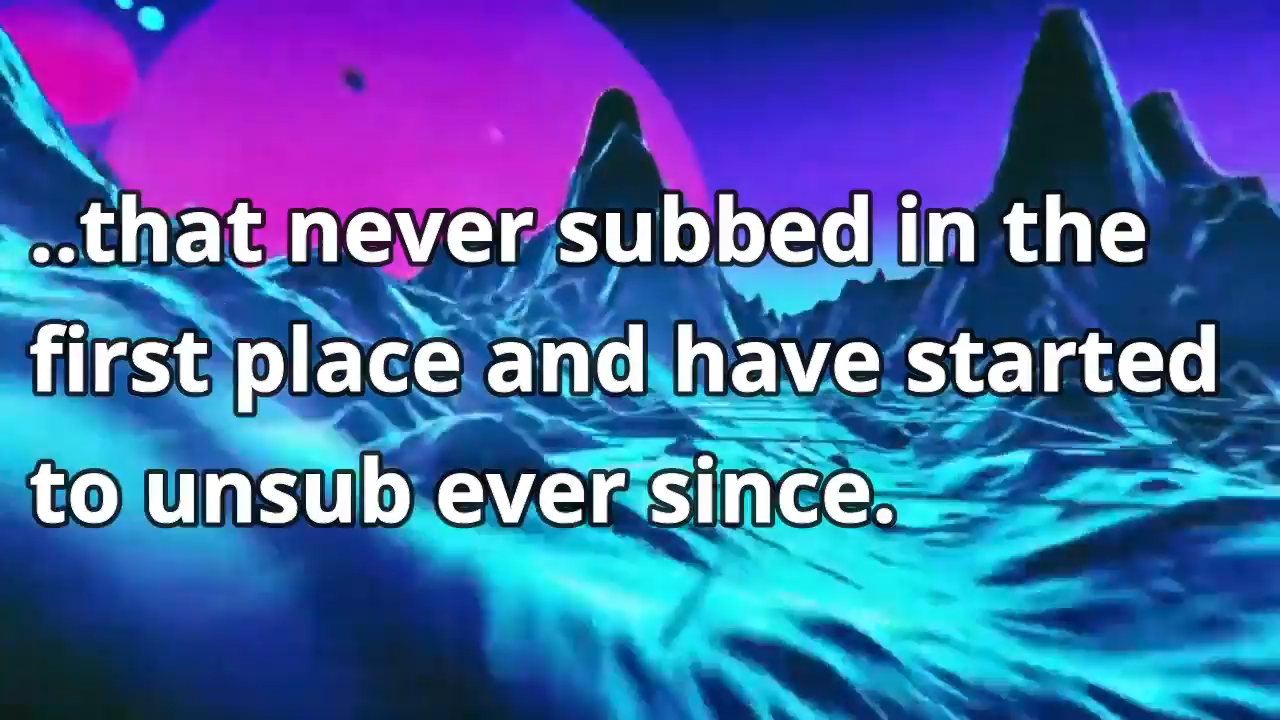 ..that never subbed in the
first place and have started
to unsub ever since.